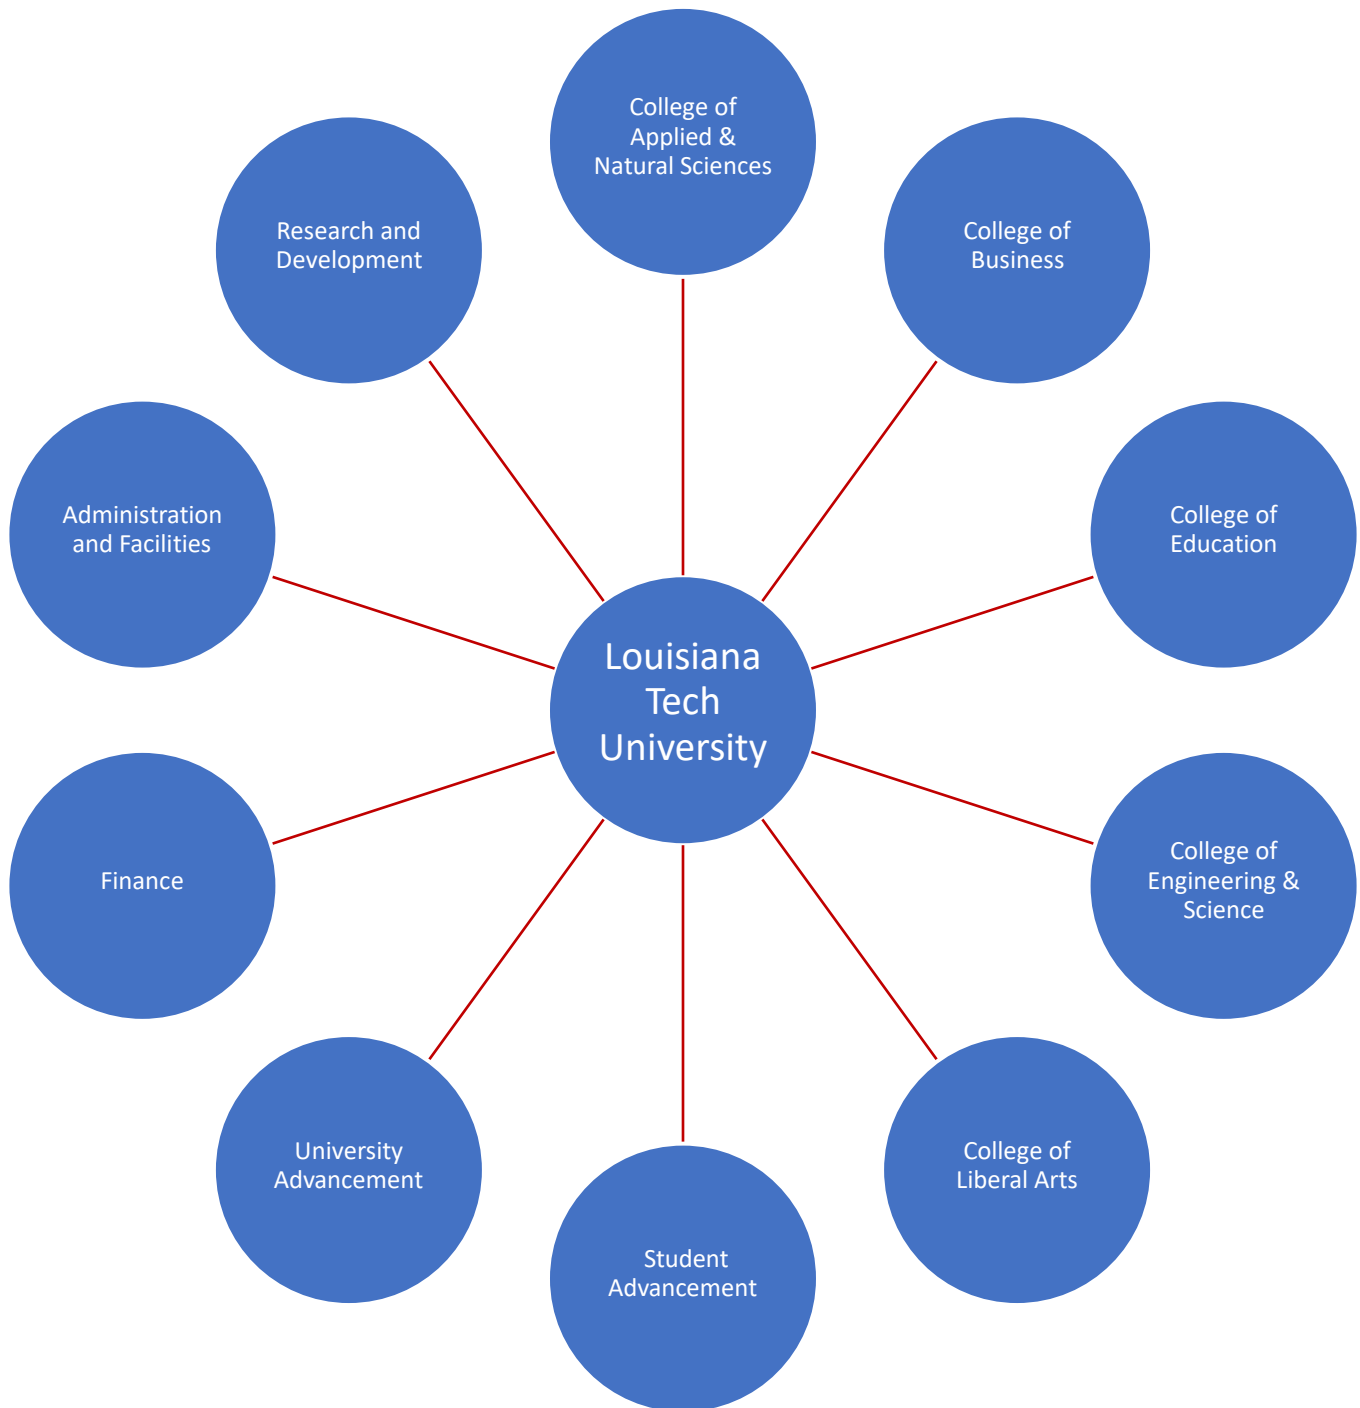 College of
Applied &
Natural Sciences
College of
Business
College of
Education
College of
Engineering &
Science
College of
Liberal Arts
Student
Advancement
University
Advancement
Finance
Administration
and Facilities
Research and
Development
Louisiana
Tech
University